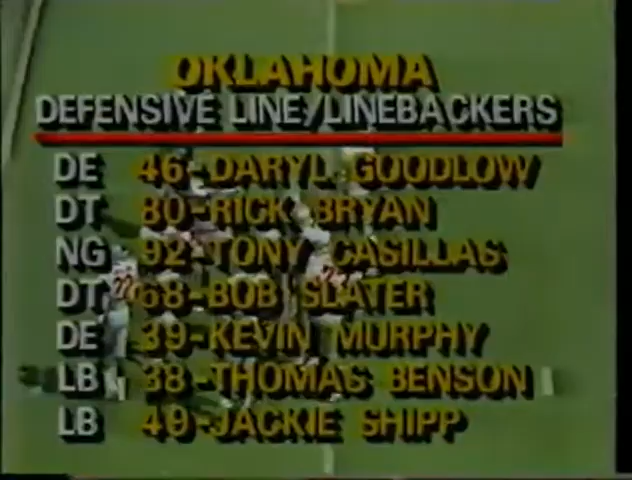 OKLAHOMA
DEFENSIVE LINE/LINEBACKERS
DE 46-DARYL GOODLOW
DT 80-RICK BRYAN
NG 92-TONY CASILLAS
DT 68-BOB SLATER
DE 39-KEVIN MURPHY
LB 38-THOMAS BENSON
LB 49-JACKIE SHIPP